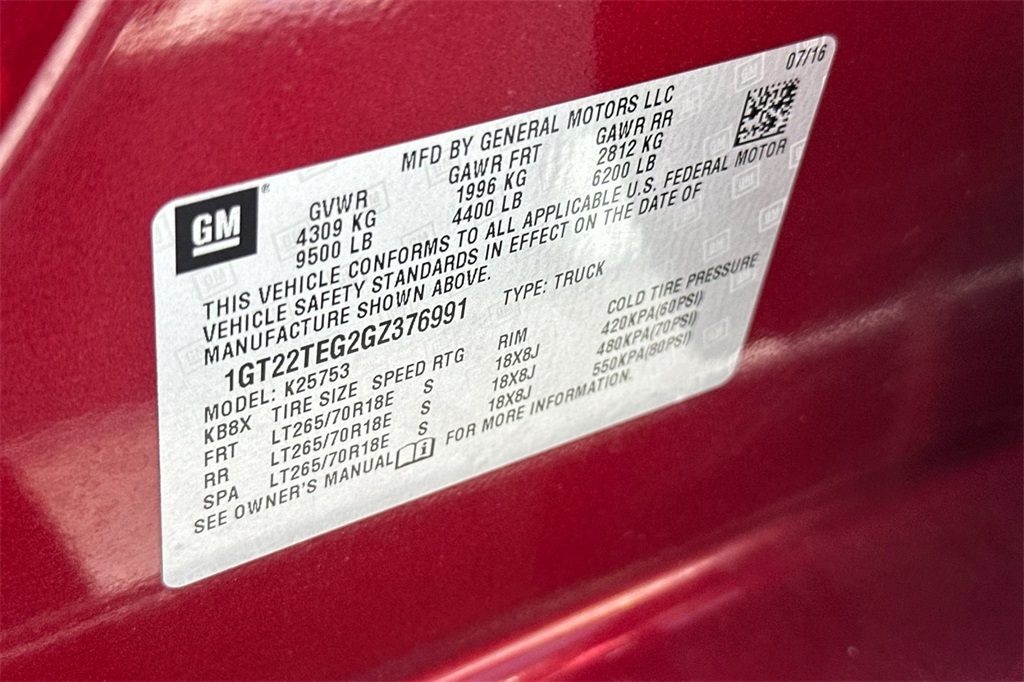 07/16
MFD BY GENERAL MOTORS LLC
GM®
GVWR GAWR FRT GAWR RR
4309 KG 1996 KG 2812 KG
9500 LB 4400 LB 6200 LB
THIS VEHICLE CONFORMS TO ALL APPLICABLE U.S. FEDERAL MOTOR
VEHICLE SAFETY STANDARDS IN EFFECT ON THE DATE OF
MANUFACTURE SHOWN ABOVE.
1GT22TEG2GZ376991 TYPE: TRUCK
MODEL: K25753
KB8X TIRE SIZE SPEED RTG RIM COLD TIRE PRESSURE
FRT LT265/70R18E S 18X8J 420KPA(60PSI)
RR LT265/70R18E S 18X8J 480KPA(70PSI)
SPA LT265/70R18E S 18X8J 550KPA(80PSI)
SEE OWNER'S MANUAL FOR MORE INFORMATION.